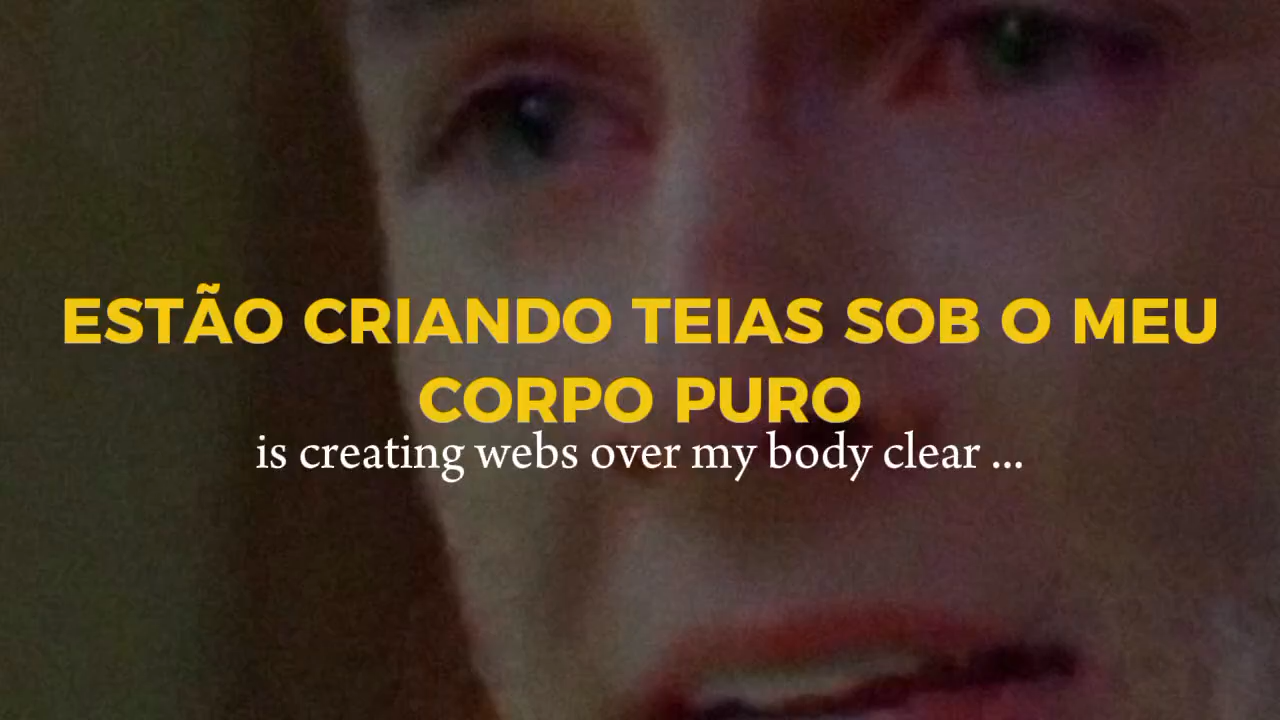 ESTÃO CRIANDO TEIAS SOB O MEU
CORPO PURO
is creating webs over my body clear ...